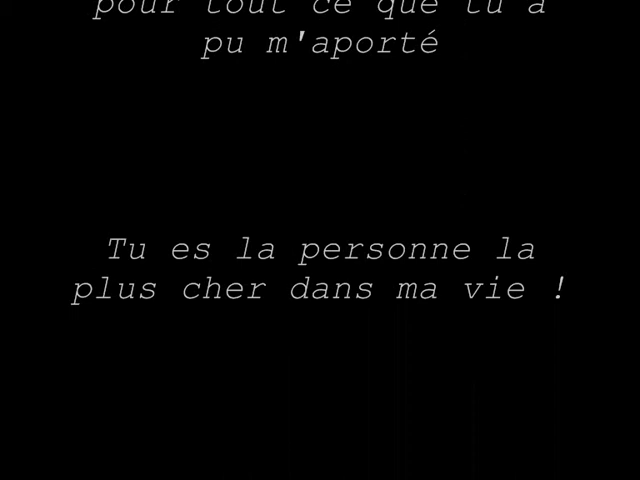 pour tout ce que tu a
pu m'aporté
Tu es la personne la
plus cher dans ma vie !